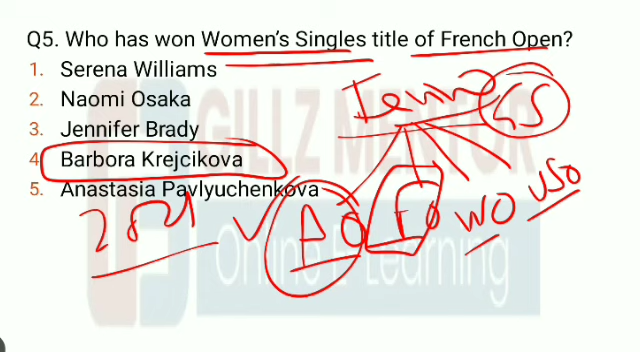 Q5. Who has won Women's Singles title of French Open?
1. Serena Williams
2. Naomi Osaka
3. Jennifer Brady
4 Barbora Krejcikova
5. Anastasia Pavlyuchenkova
GILLZ MENTOR
Online E-Learning
Tennis GS
2021 AO FO WO USO